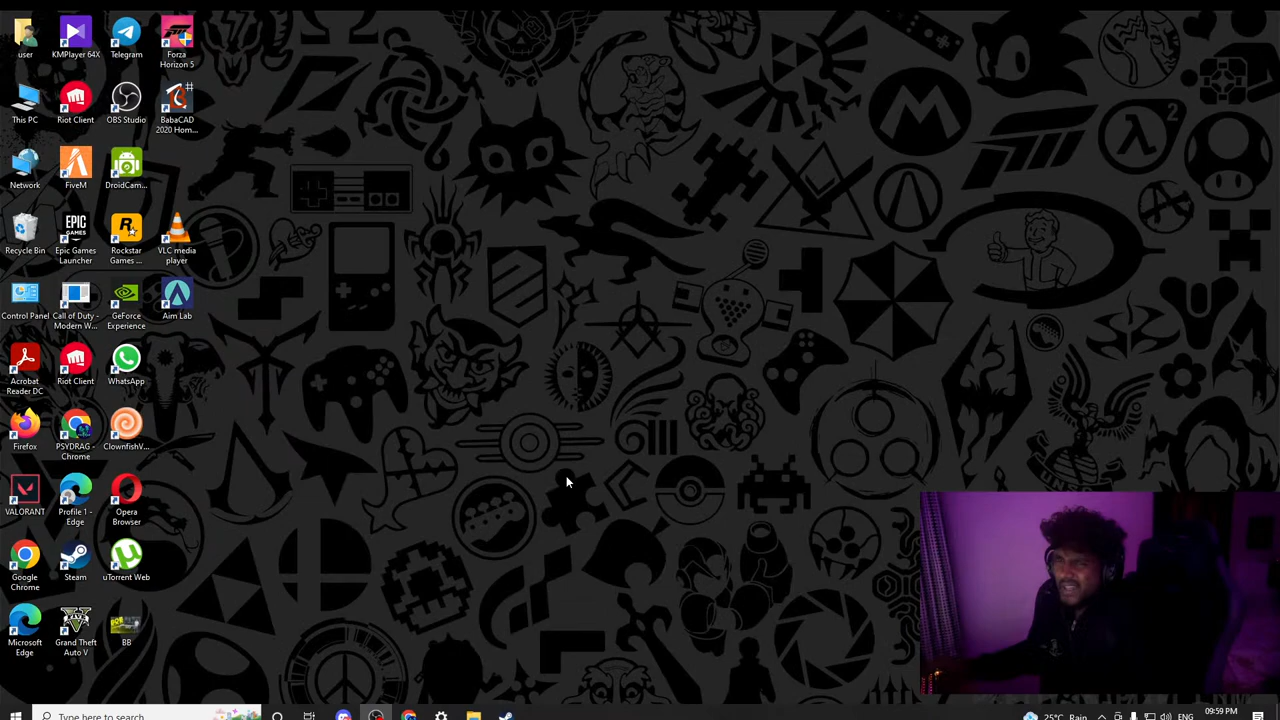 user
KMPlayer 64X
Telegram
Forza
Horizon 5
This PC
Riot Client
OBS Studio
BabaCAD
2020 Hom...
Network
FiveM
DroidCam...
Recycle Bin
EPIC
GAMES
Epic Games
Launcher
Rockstar
Games ...
VLC media
player
Control Panel
Call of Duty -
Modern W...
GeForce
Experience
Aim Lab
Acrobat
Reader DC
Riot Client
WhatsApp
Firefox
PSYDRAG -
Chrome
ClownfishV...
VALORANT
Profile 1 -
Edge
Opera
Browser
Google
Chrome
Steam
uTorrent Web
Microsoft
Edge
Grand Theft
Auto V
BB
Type here to search
25°C Rain
ENG
09:59 PM